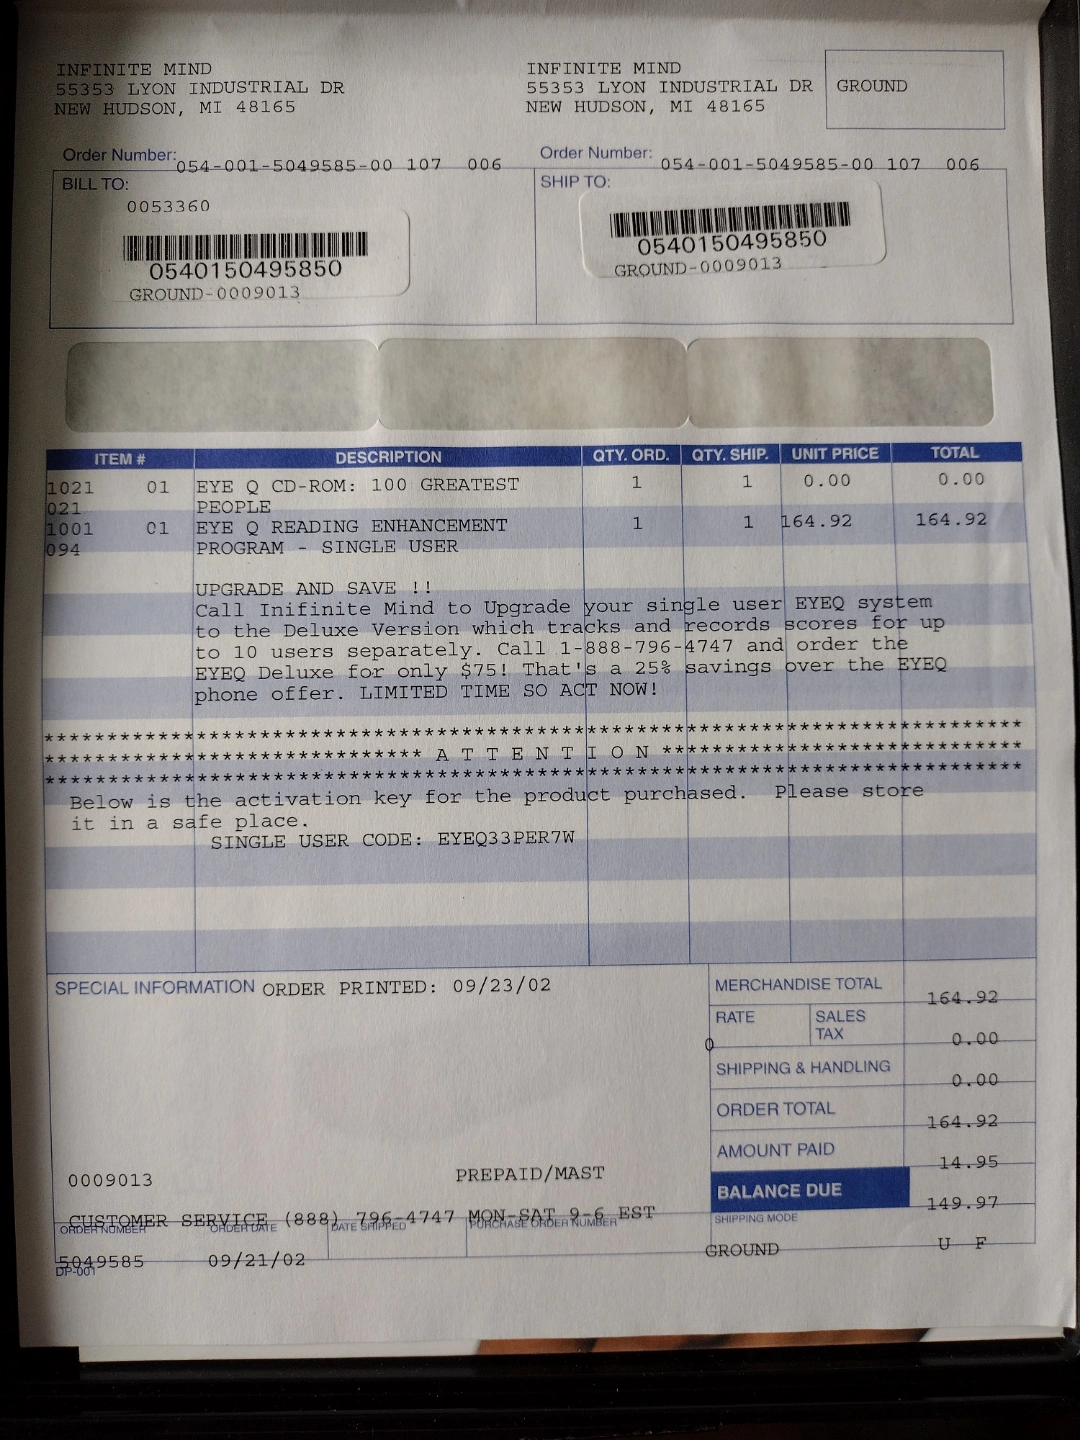 INFINITE MIND
55353 LYON INDUSTRIAL DR
NEW HUDSON, MI 48165
INFINITE MIND
55353 LYON INDUSTRIAL DR
NEW HUDSON, MI 48165
GROUND
Order Number: 054-001-5049585-00 107 006
Order Number: 054-001-5049585-00 107 006
BILL TO:
0053360
0540150495850
GROUND-0009013
SHIP TO:
0540150495850
GROUND-0009013
ITEM # DESCRIPTION QTY. ORD. QTY. SHIP. UNIT PRICE TOTAL
1021 01 EYE Q CD-ROM: 100 GREATEST 1 1 0.00 0.00
021 PEOPLE
1001 01 EYE Q READING ENHANCEMENT 1 1 164.92 164.92
094 PROGRAM - SINGLE USER
UPGRADE AND SAVE !!
Call Inifinite Mind to Upgrade your single user EYEQ system
to the Deluxe Version which tracks and records scores for up
to 10 users separately. Call 1-888-796-4747 and order the
EYEQ Deluxe for only $75! That's a 25% savings over the EYEQ
phone offer. LIMITED TIME SO ACT NOW!
******************************************************************************
****************************** A T T E N T I O N *****************************
******************************************************************************
Below is the activation key for the product purchased. Please store
it in a safe place.
SINGLE USER CODE: EYEQ33PER7W
SPECIAL INFORMATION ORDER PRINTED: 09/23/02
MERCHANDISE TOTAL 164.92
RATE SALES TAX 0.00
0
SHIPPING & HANDLING 0.00
ORDER TOTAL 164.92
AMOUNT PAID 14.95
BALANCE DUE 149.97
0009013 PREPAID/MAST
CUSTOMER SERVICE (888) 796-4747 MON-SAT 9-6 EST
ORDER NUMBER ORDER DATE DATE SHIPPED PURCHASE ORDER NUMBER SHIPPING MODE
5049585 09/21/02 GROUND U F
DP-001